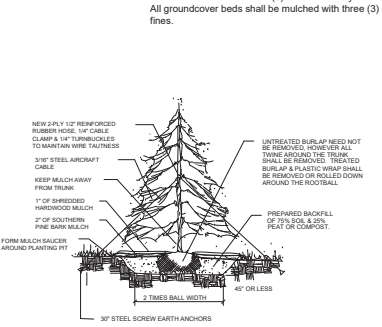 All groundcover beds shall be mulched with three (3)
fines.
NEW 2-PLY 1/2" REINFORCED
RUBBER HOSE, 1/4" CABLE
CLAMP & 1/4" TURNBUCKLES
TO MAINTAIN WIRE TAUTNESS
3/16" STEEL AIRCRAFT
CABLE
KEEP MULCH AWAY
FROM TRUNK
1" OF SHREDDED
HARDWOOD MULCH
2" OF SOUTHERN
PINE BARK MULCH
FORM MULCH SAUCER
AROUND PLANTING PIT
UNTREATED BURLAP NEED NOT
BE REMOVED, HOWEVER ALL
TWINE AROUND THE TRUNK
SHALL BE REMOVED. TREATED
BURLAP & PLASTIC WRAP SHALL
BE REMOVED OR ROLLED DOWN
AROUND THE ROOTBALL
PREPARED BACKFILL
OF 75% SOIL & 25%
PEAT OR COMPOST.
45° OR LESS
2 TIMES BALL WIDTH
30" STEEL SCREW EARTH ANCHORS